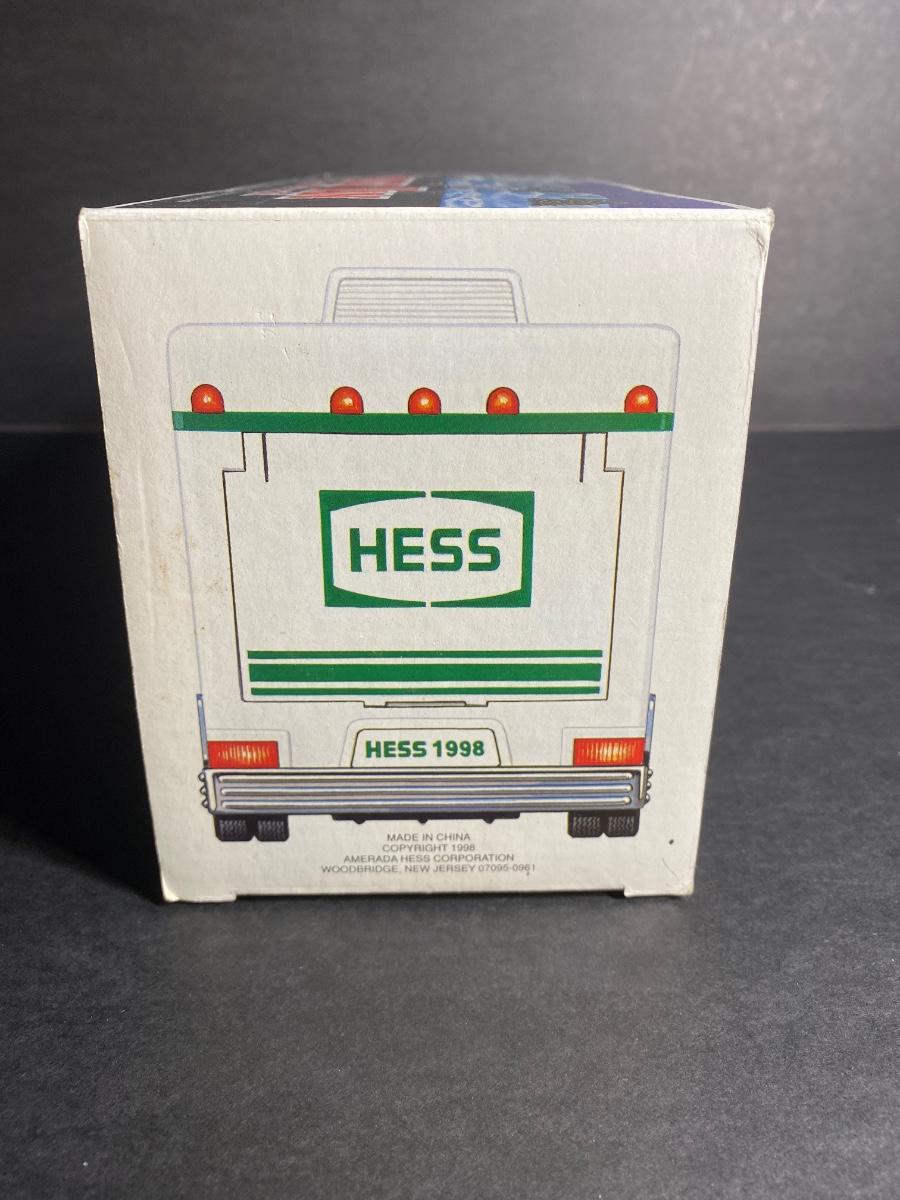 HESS
HESS 1998
MADE IN CHINA
COPYRIGHT 1998
AMERADA HESS CORPORATION
WOODBRIDGE, NEW JERSEY 07095-0961